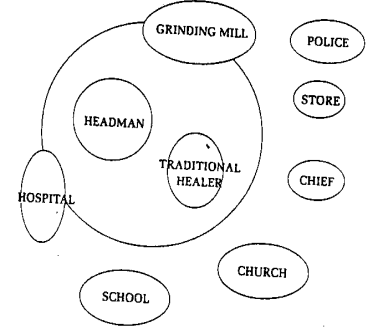 GRINDING MILL
POLICE
STORE
HEADMAN
TRADITIONAL
HEALER
CHIEF
HOSPITAL
CHURCH
SCHOOL